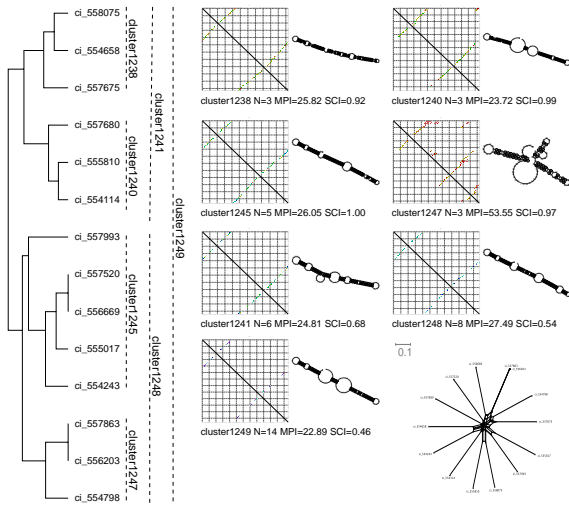 ci_558075
ci_554658
ci_557675
ci_557680
ci_555810
ci_554114
ci_557993
ci_557520
ci_556669
ci_555017
ci_554243
ci_557863
ci_556203
ci_554798
cluster1238
cluster1240
cluster1245
cluster1247
cluster1241
cluster1248
cluster1249
cluster1238 N=3 MPI=25.82 SCI=0.92
cluster1240 N=3 MPI=23.72 SCI=0.99
cluster1245 N=5 MPI=26.05 SCI=1.00
cluster1247 N=3 MPI=53.55 SCI=0.97
cluster1241 N=6 MPI=24.81 SCI=0.68
cluster1248 N=8 MPI=27.49 SCI=0.54
cluster1249 N=14 MPI=22.89 SCI=0.46
0.1